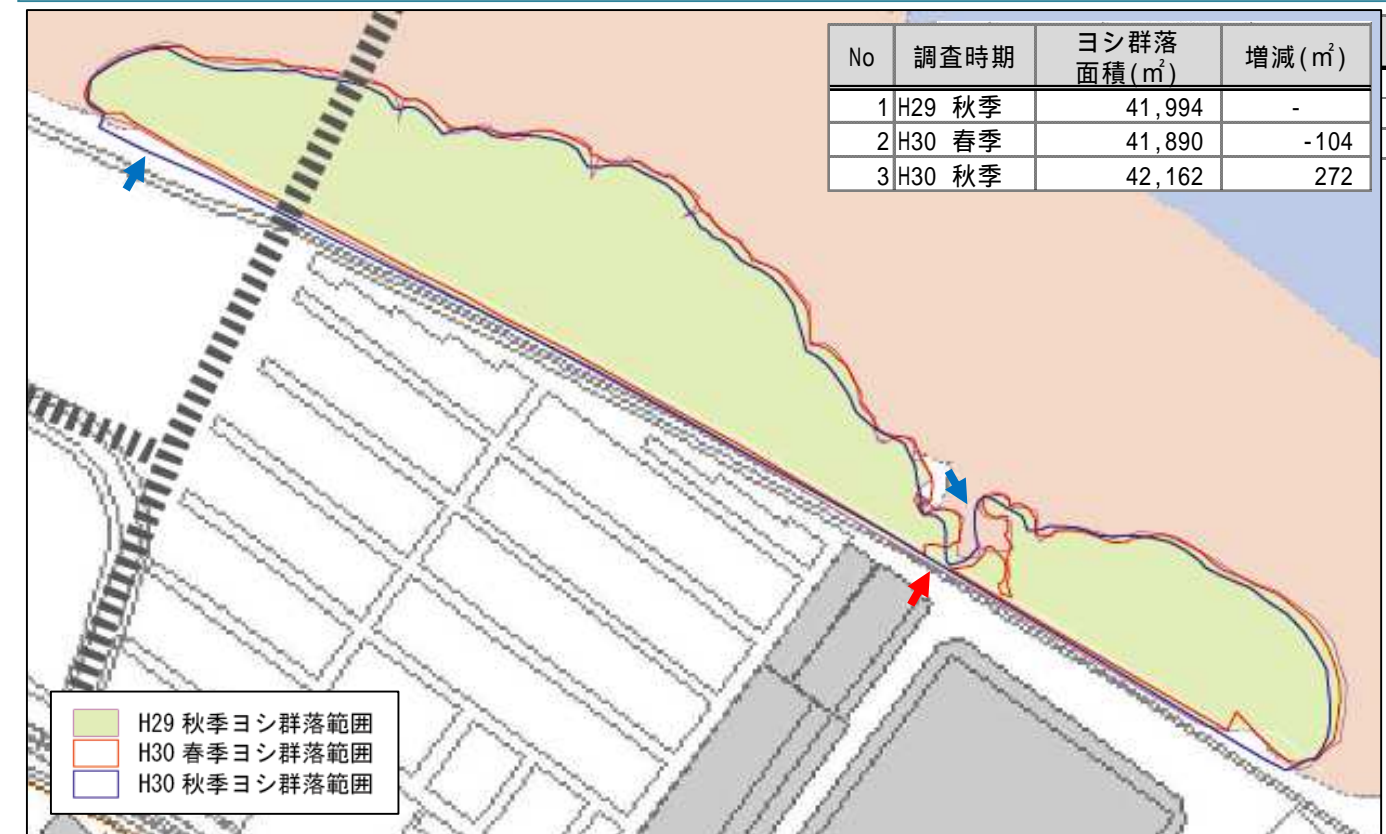 No 調査時期 ヨシ群落面積(㎡) 増減(㎡)
1 H29 秋季 41,994 -
2 H30 春季 41,890 -104
3 H30 秋季 42,162 272
H29 秋季ヨシ群落範囲
H30 春季ヨシ群落範囲
H30 秋季ヨシ群落範囲